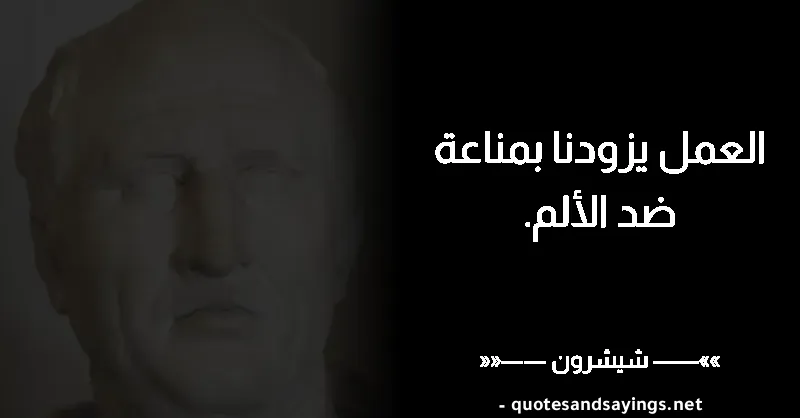 العمل يزودنا بمناعة
ضد الألم.
»»—— شيشرون ——««
- quotesandsayings.net